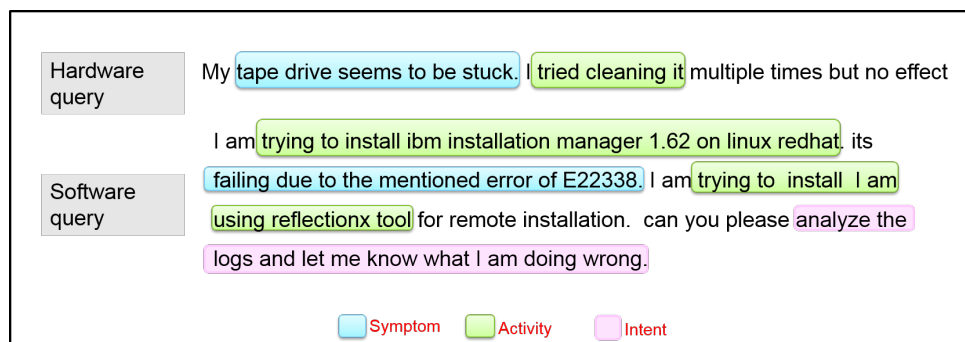 Hardware query
My tape drive seems to be stuck. I tried cleaning it multiple times but no effect
Software query
I am trying to install ibm installation manager 1.62 on linux redhat. its
failing due to the mentioned error of E22338. I am trying to install I am
using reflectionx tool for remote installation. can you please analyze the
logs and let me know what I am doing wrong.
Symptom Activity Intent